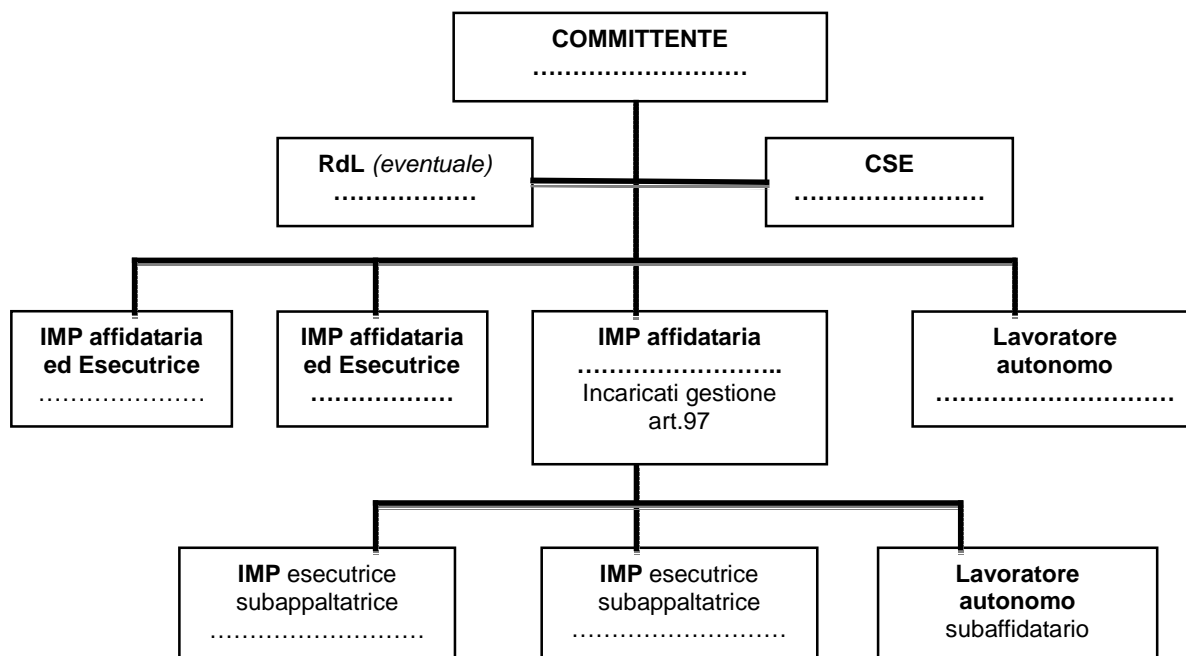 COMMITTENTE
………………………
RdL (eventuale)
………………
CSE
……………………
IMP affidataria
ed Esecutrice
…………………
IMP affidataria
ed Esecutrice
………………
IMP affidataria
……………………..
Incaricati gestione
art.97
Lavoratore
autonomo
…………………………
IMP esecutrice
subappaltatrice
………………………
IMP esecutrice
subappaltatrice
………………………
Lavoratore
autonomo
subaffidatario